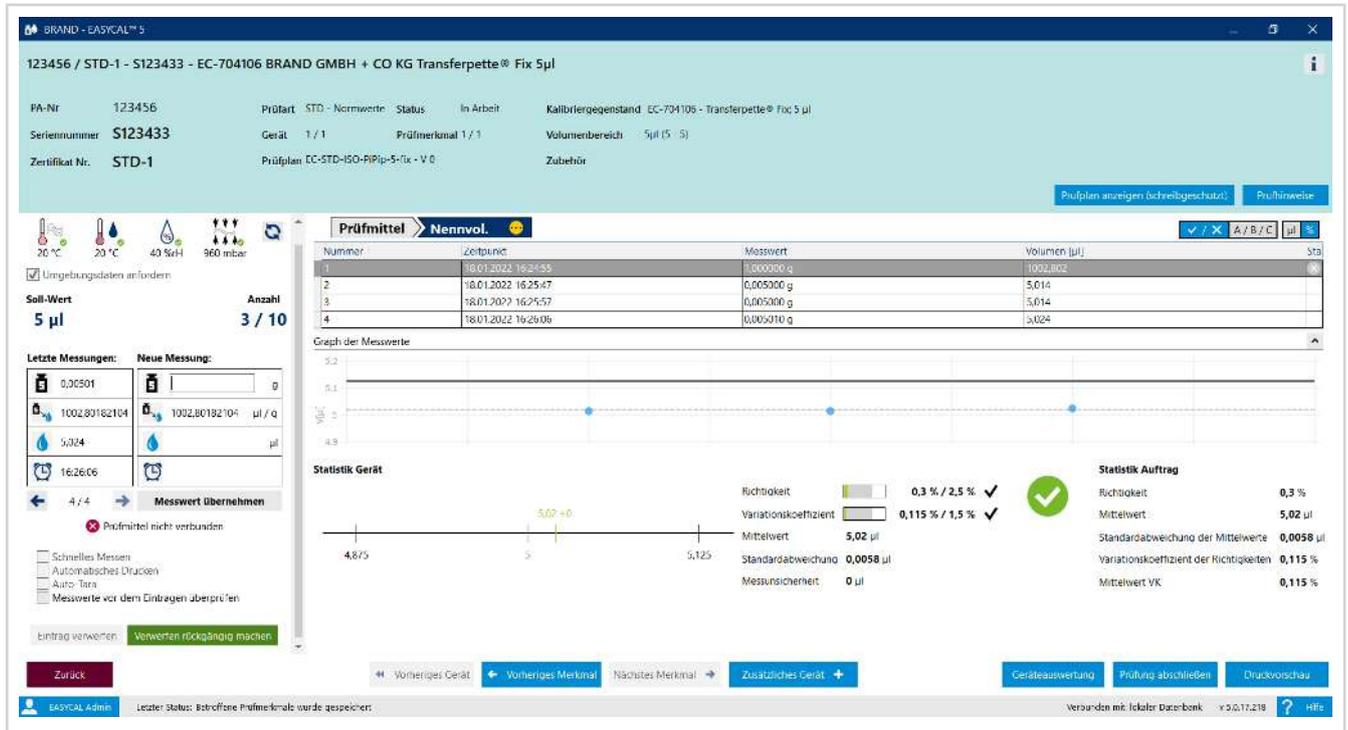 BRAND - EASYCAL™ 5
123456 / STD-1 - S123433 - EC-704106 BRAND GMBH + CO KG Transferpette® Fix 5µl
PA-Nr 123456 Prüfart STD - Normwerte Status In Arbeit Kalibriergegenstand EC-704106 - Transferpette® Fix; 5 µl
Seriennummer S123433 Gerät 1 / 1 Prüfmerkmal 1 / 1 Volumenbereich 5µl (5 - 5)
Zertifikat Nr. STD-1 Prüfplan EC-STD-ISO-PiPip-5-fix - V 0 Zubehör
Prüfplan anzeigen (schreibgeschützt) Prüfhinweise
20 °C 20 °C 40 %rH 960 mbar
Prüfmittel Nennvol. ✓ / X A / B / C µl %
Umgebungsdaten anfordern
Nummer Zeitpunkt Messwert Volumen [µl] Sta
1 18.01.2022 16:24:55 1,000000 g 1002,802
2 18.01.2022 16:25:47 0,005000 g 5,014
3 18.01.2022 16:25:57 0,005000 g 5,014
4 18.01.2022 16:26:06 0,005010 g 5,024
Soll-Wert Anzahl
5 µl 3 / 10
Graph der Messwerte
5.2
5.1
V[µl] 5
4.9
Letzte Messungen: Neue Messung:
0,00501 g
1002,80182104 1002,80182104 µl / g
5,024 µl
16:26:06
4 / 4 Messwert übernehmen
Prüfmittel nicht verbunden
Schnelles Messen
Automatisches Drucken
Auto-Tara
Messwerte vor dem Eintragen überprüfen
Eintrag verwerfen Verwerfen rückgängig machen
Statistik Gerät
5,02 +0
4,875 5 5,125
Richtigkeit 0,3 % / 2,5 % ✓
Variationskoeffizient 0,115 % / 1,5 % ✓
Mittelwert 5,02 µl
Standardabweichung 0,0058 µl
Messunsicherheit 0 µl
Statistik Auftrag
Richtigkeit 0,3 %
Mittelwert 5,02 µl
Standardabweichung der Mittelwerte 0,0058 µl
Variationskoeffizient der Richtigkeiten 0,115 %
Mittelwert VK 0,115 %
Zurück Vorheriges Gerät Vorheriges Merkmal Nächstes Merkmal Zusätzliches Gerät + Geräteauswertung Prüfung abschließen Druckvorschau
EASYCAL Admin Letzter Status: Betroffene Prüfmerkmale wurde gespeichert Verbunden mit: lokaler Datenbank v 5.0.17.218 ? Hilfe